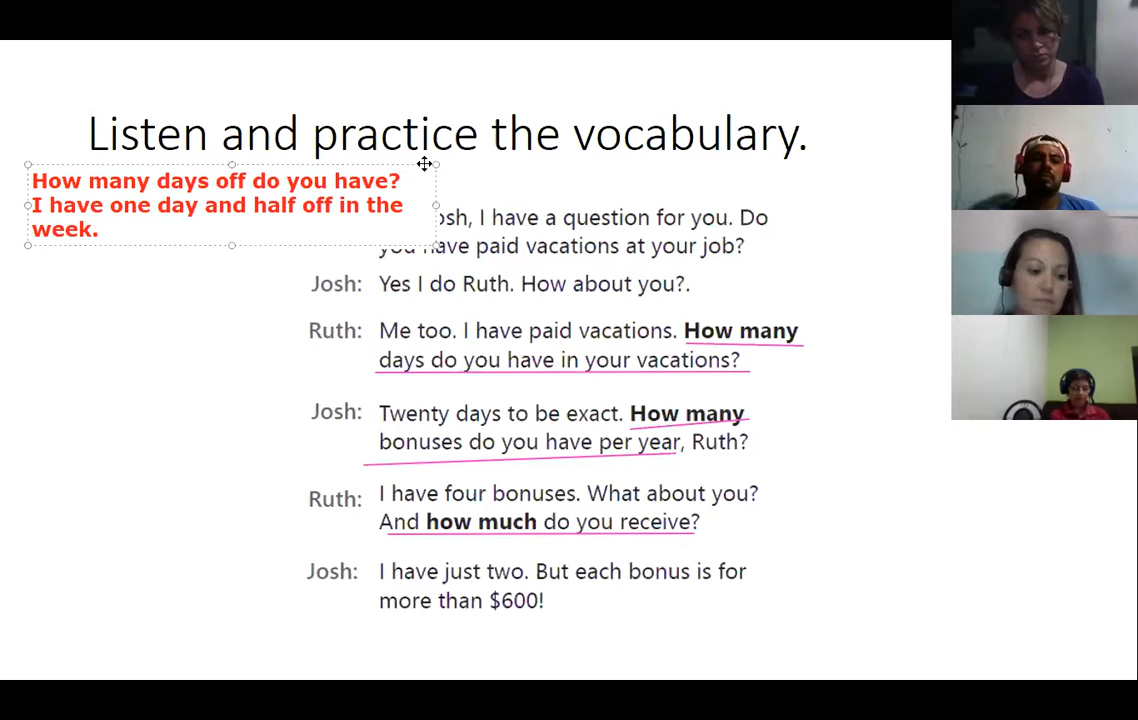 Listen and practice the vocabulary.
How many days off do you have?
I have one day and half off in the
week.
osh, I have a question for you. Do
you have paid vacations at your job?
Josh: Yes I do Ruth. How about you?.
Ruth: Me too. I have paid vacations. How many
days do you have in your vacations?
Josh: Twenty days to be exact. How many
bonuses do you have per year, Ruth?
Ruth: I have four bonuses. What about you?
And how much do you receive?
Josh: I have just two. But each bonus is for
more than $600!